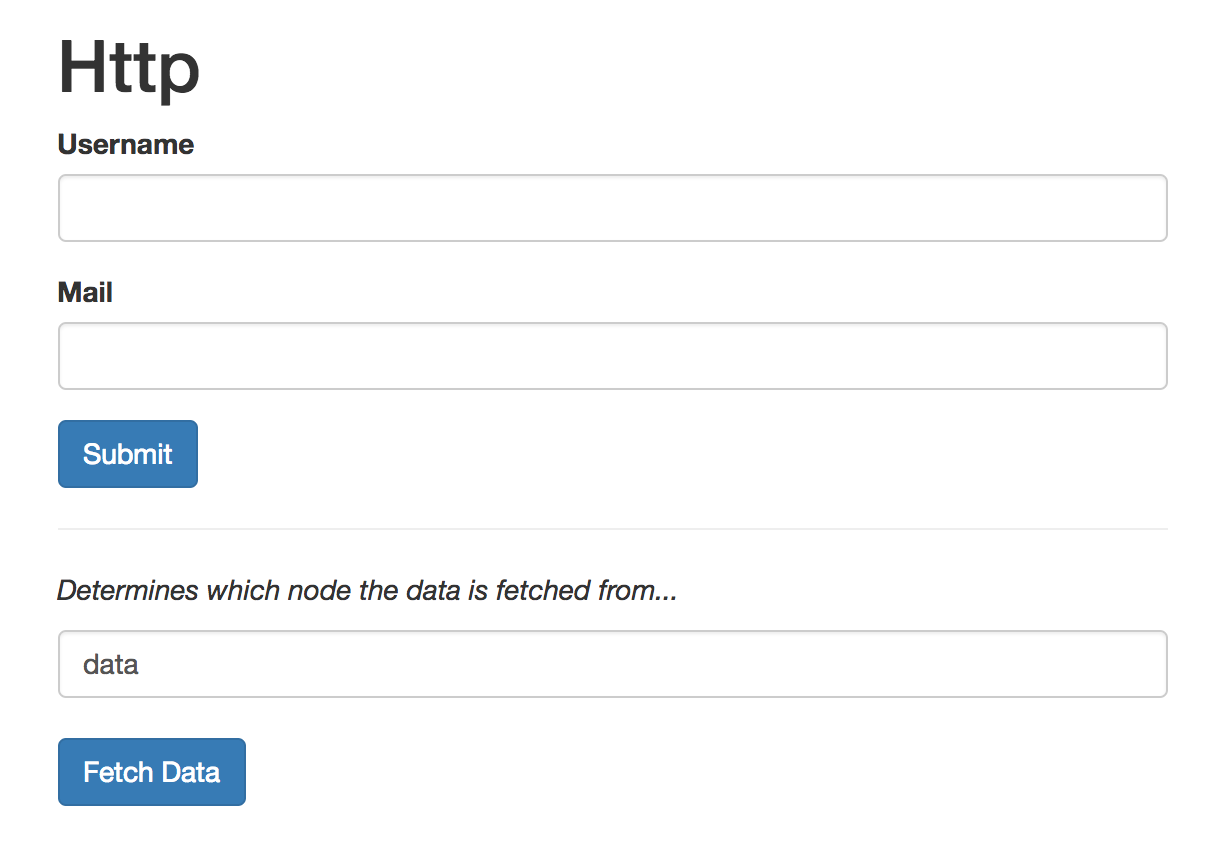 Http
Username
Mail
Submit
Determines which node the data is fetched from...
data
Fetch Data